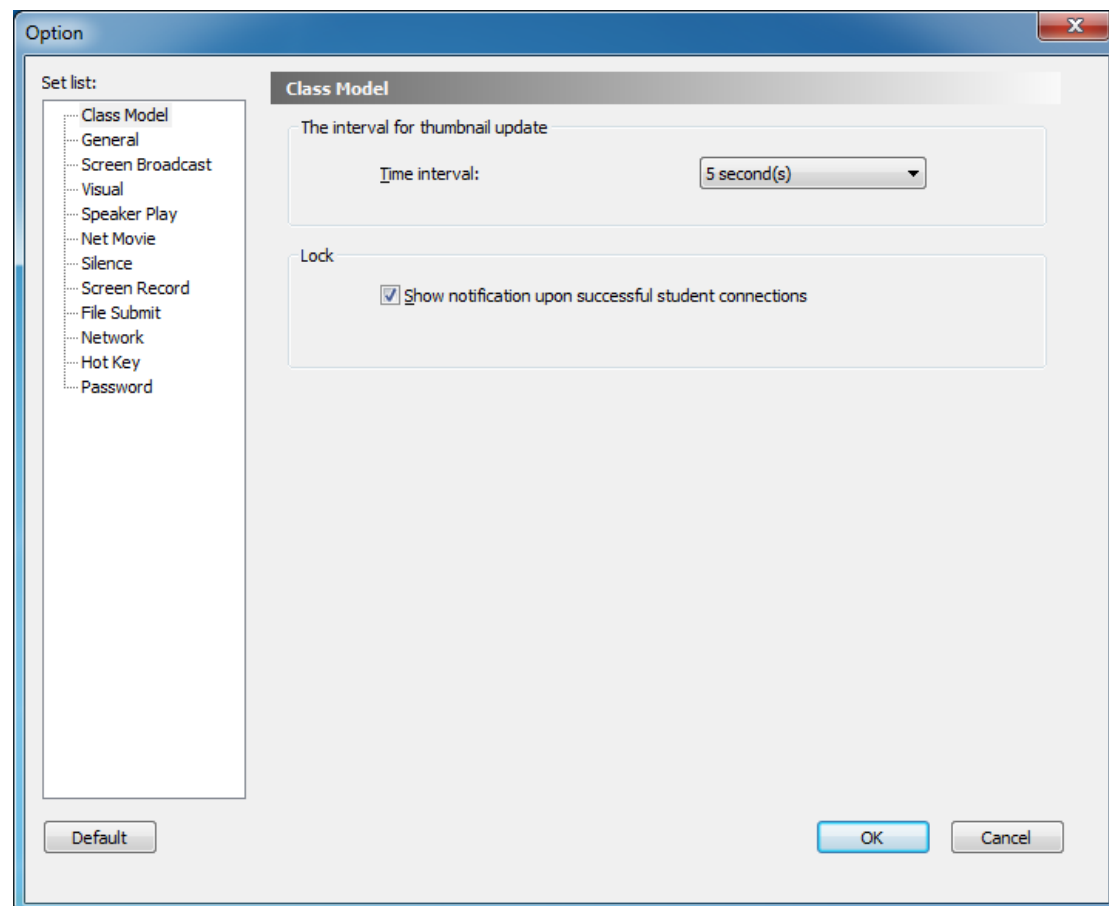 Option
Set list:
Class Model
General
Screen Broadcast
Visual
Speaker Play
Net Movie
Silence
Screen Record
File Submit
Network
Hot Key
Password
Class Model
The interval for thumbnail update
Time interval: 5 second(s)
Lock
Show notification upon successful student connections
Default OK Cancel